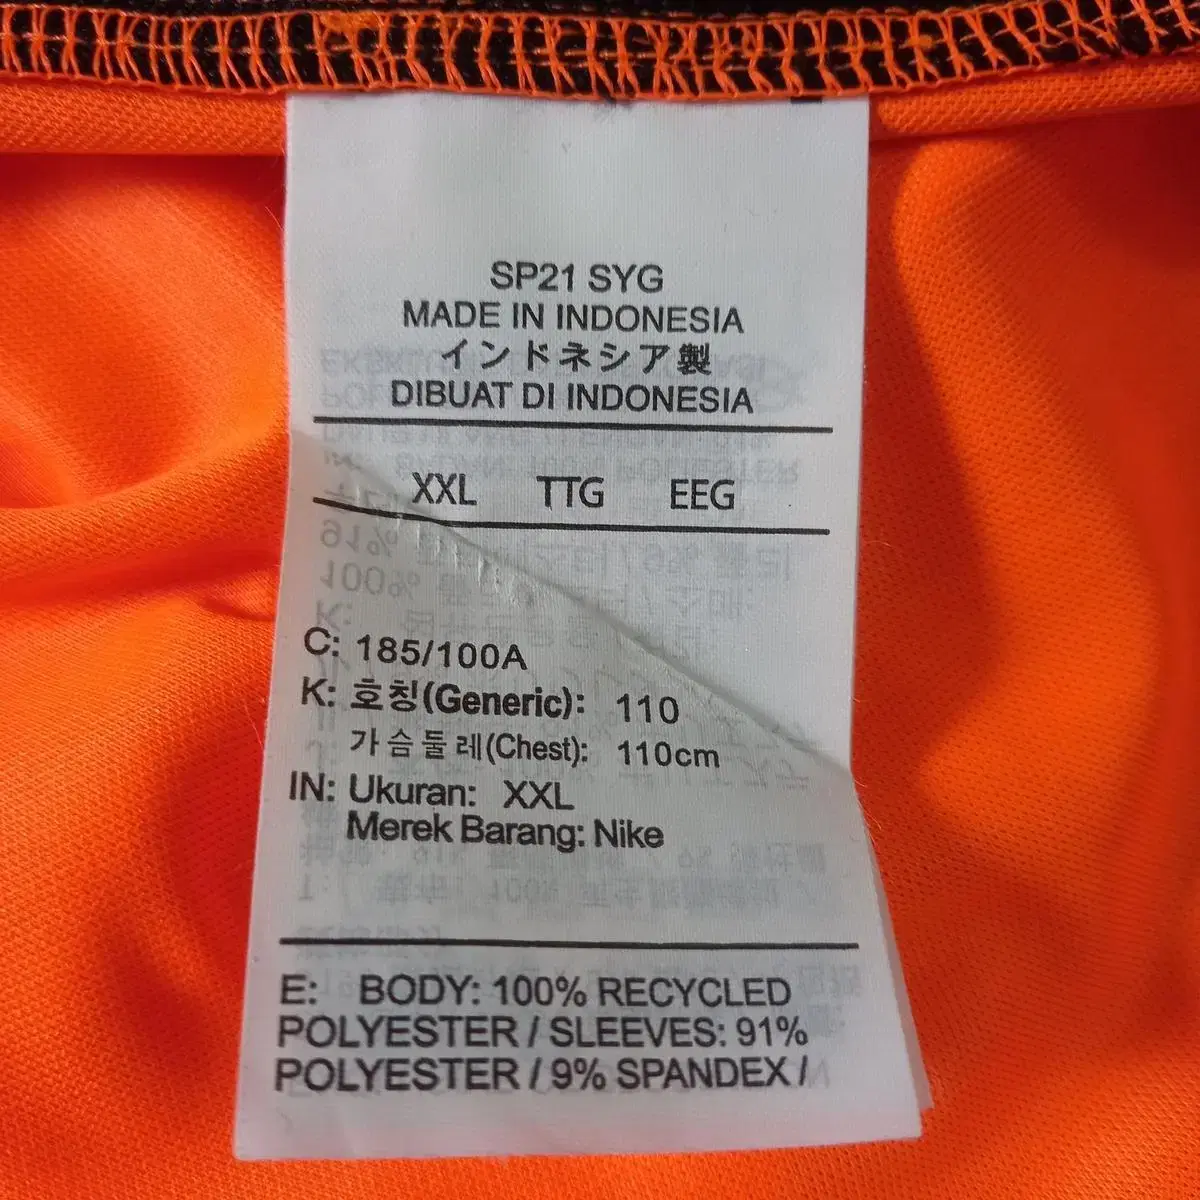 SP21 SYG
MADE IN INDONESIA
インドネシア製
DIBUAT DI INDONESIA
XXL TTG EEG
C: 185/100A
K: 호칭(Generic): 110
가슴둘레(Chest): 110cm
IN: Ukuran: XXL
Merek Barang: Nike
E: BODY: 100% RECYCLED
POLYESTER / SLEEVES: 91%
POLYESTER / 9% SPANDEX /